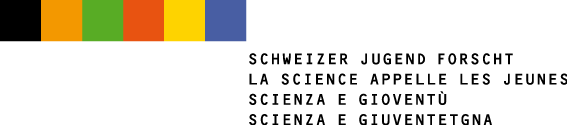 SCHWEIZER JUGEND FORSCHT
LA SCIENCE APPELLE LES JEUNES
SCIENZA E GIOVENTÙ
SCIENZA E GIUVENTETGNA